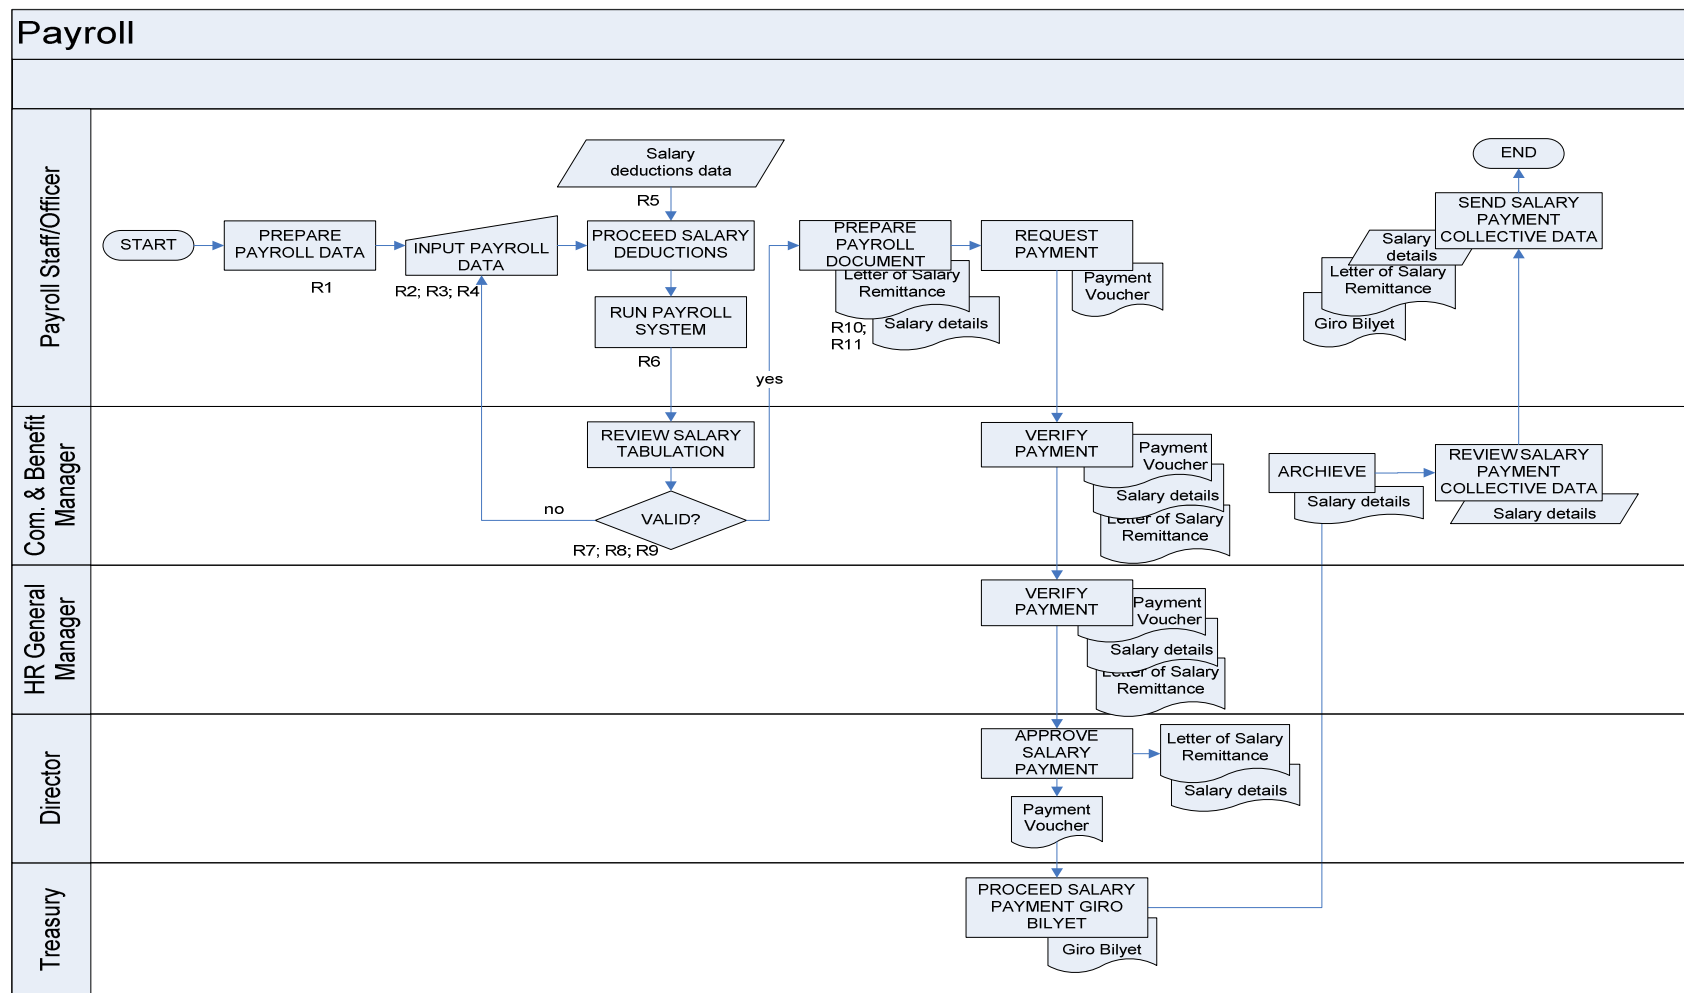 Payroll
Payroll Staff/Officer
START
PREPARE
PAYROLL DATA
R1
INPUT PAYROLL
DATA
R2; R3; R4
Salary
deductions data
R5
PROCEED SALARY
DEDUCTIONS
RUN PAYROLL
SYSTEM
R6
yes
PREPARE
PAYROLL
DOCUMENT
Letter of Salary
Remittance
Salary details
R10;
R11
REQUEST
PAYMENT
Payment
Voucher
END
SEND SALARY
PAYMENT
COLLECTIVE DATA
Salary
details
Letter of Salary
Remittance
Giro Bilyet
Com. & Benefit
Manager
REVIEW SALARY
TABULATION
no
VALID?
R7; R8; R9
VERIFY
PAYMENT
Payment
Voucher
Salary details
Letter of Salary
Remittance
ARCHIEVE
Salary details
REVIEW SALARY
PAYMENT
COLLECTIVE DATA
Salary details
HR General
Manager
VERIFY
PAYMENT
Payment
Voucher
Salary details
Letter of Salary
Remittance
Director
APPROVE
SALARY
PAYMENT
Letter of Salary
Remittance
Salary details
Payment
Voucher
Treasury
PROCEED SALARY
PAYMENT GIRO
BILYET
Giro Bilyet